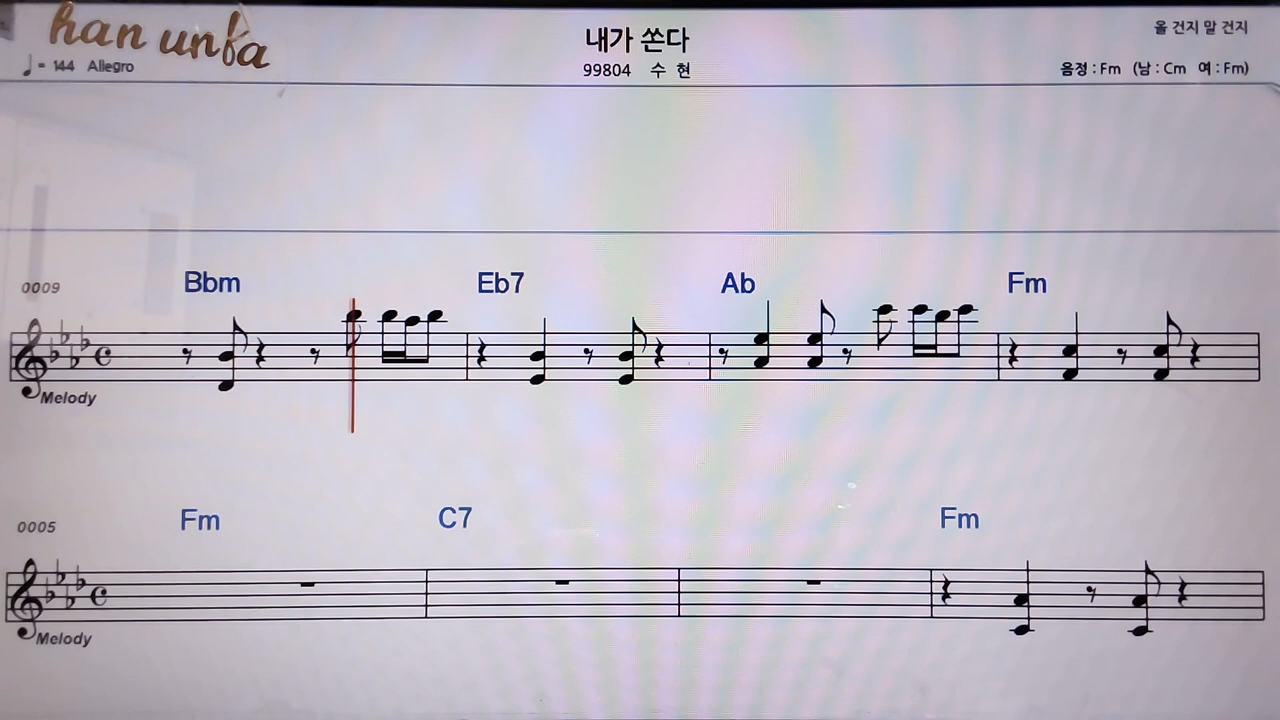 han unfa
내가 쏜다
올 건지 말 건지
♩= 144 Allegro
99804 수 현
음정 : Fm (남 : Cm 여 : Fm)
0009 Bbm Eb7 Ab Fm
Melody
0005 Fm C7 Fm
Melody